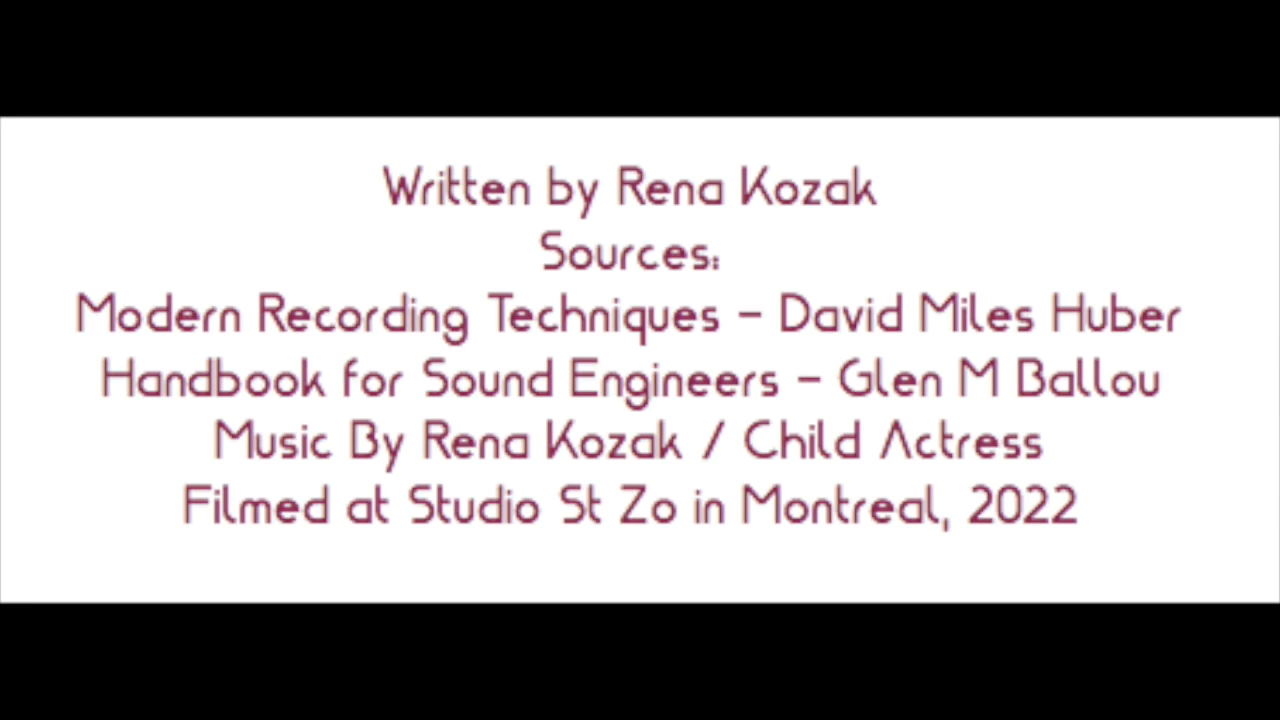 Written by Rena Kozak
Sources:
Modern Recording Techniques - David Miles Huber
Handbook for Sound Engineers - Glen M Ballou
Music By Rena Kozak / Child Actress
Filmed at Studio St Zo in Montreal, 2022